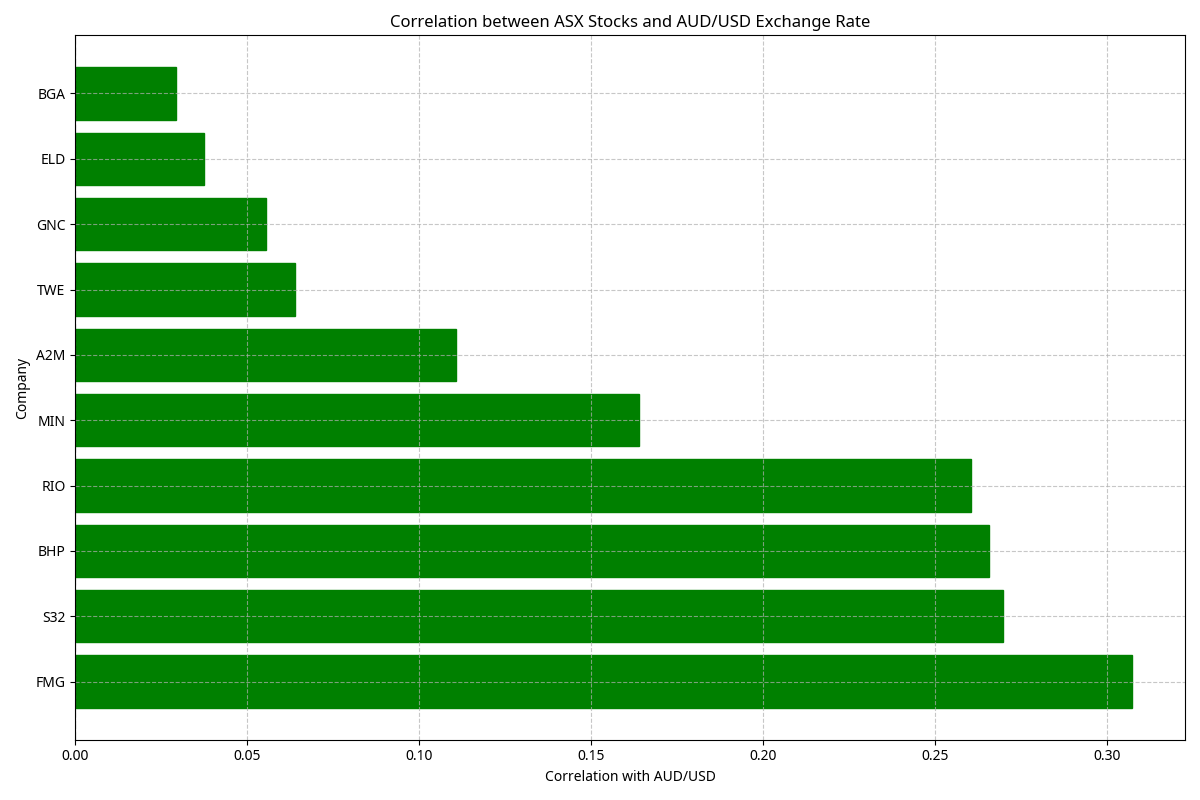 Correlation between ASX Stocks and AUD/USD Exchange Rate
Company
BGA
ELD
GNC
TWE
A2M
MIN
RIO
BHP
S32
FMG
0.00 0.05 0.10 0.15 0.20 0.25 0.30
Correlation with AUD/USD